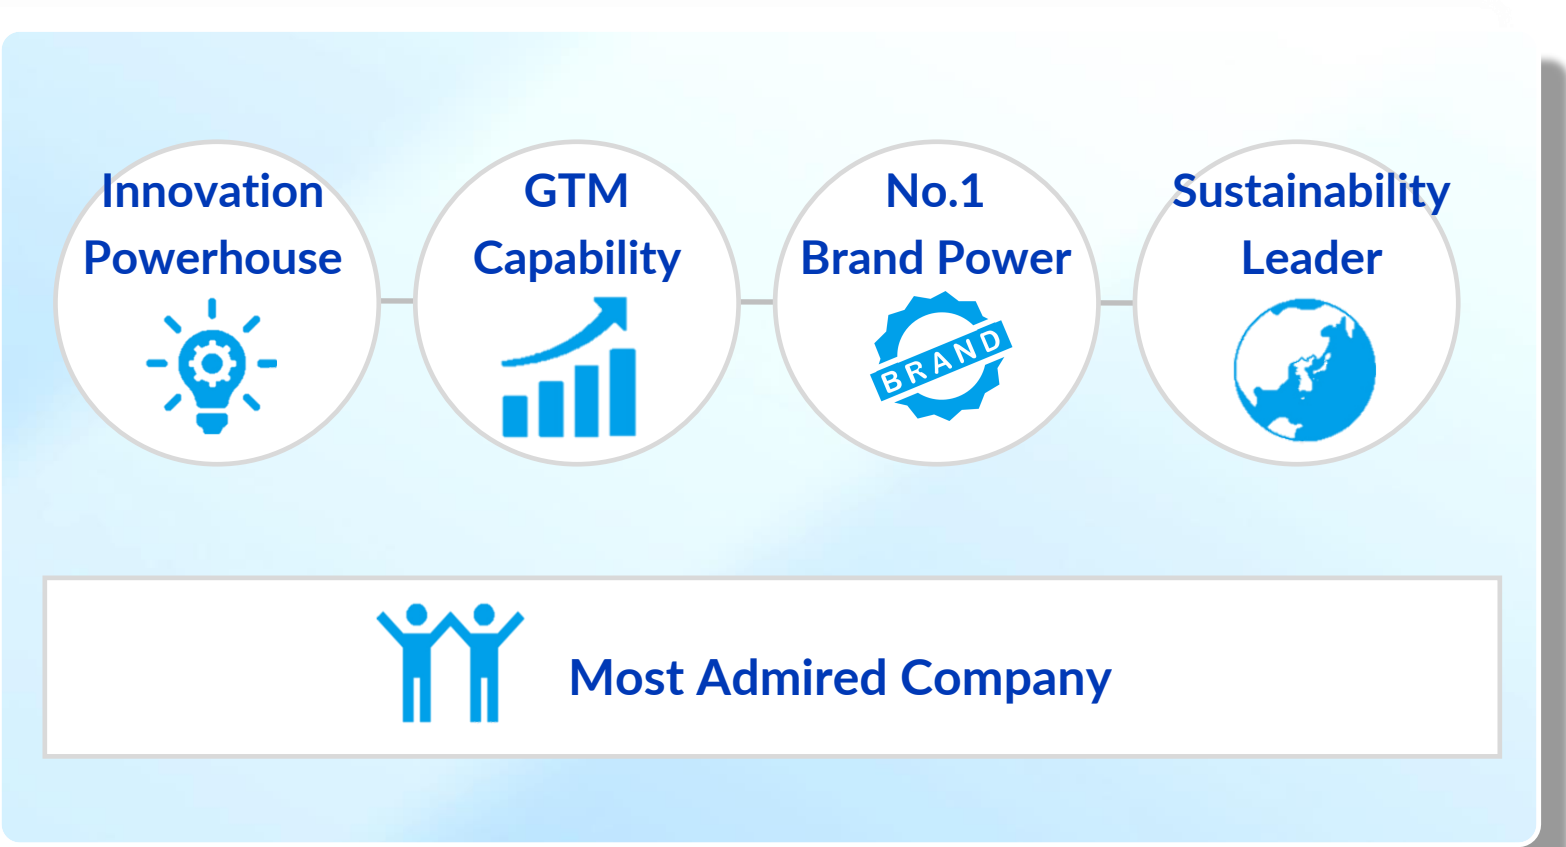 Innovation
Powerhouse
GTM
Capability
No.1
Brand Power
BRAND
Sustainability
Leader
Most Admired Company